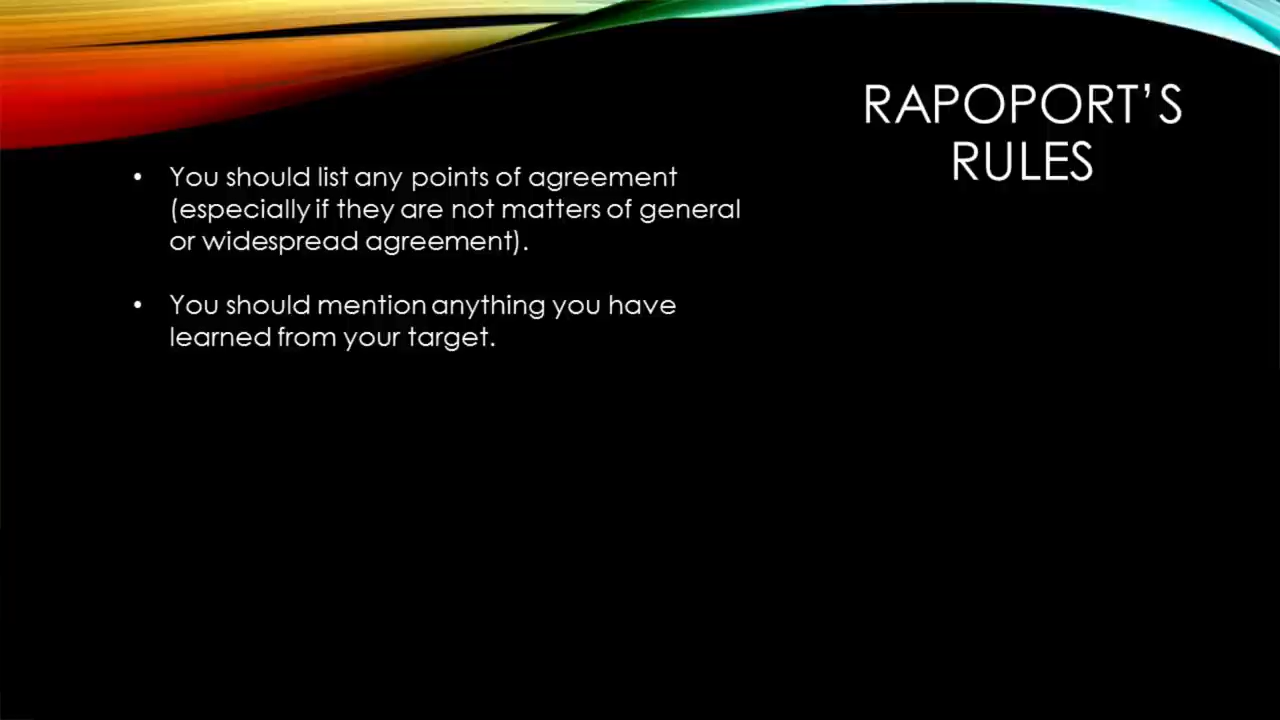 RAPOPORT'S
RULES
• You should list any points of agreement
(especially if they are not matters of general
or widespread agreement).
• You should mention anything you have
learned from your target.